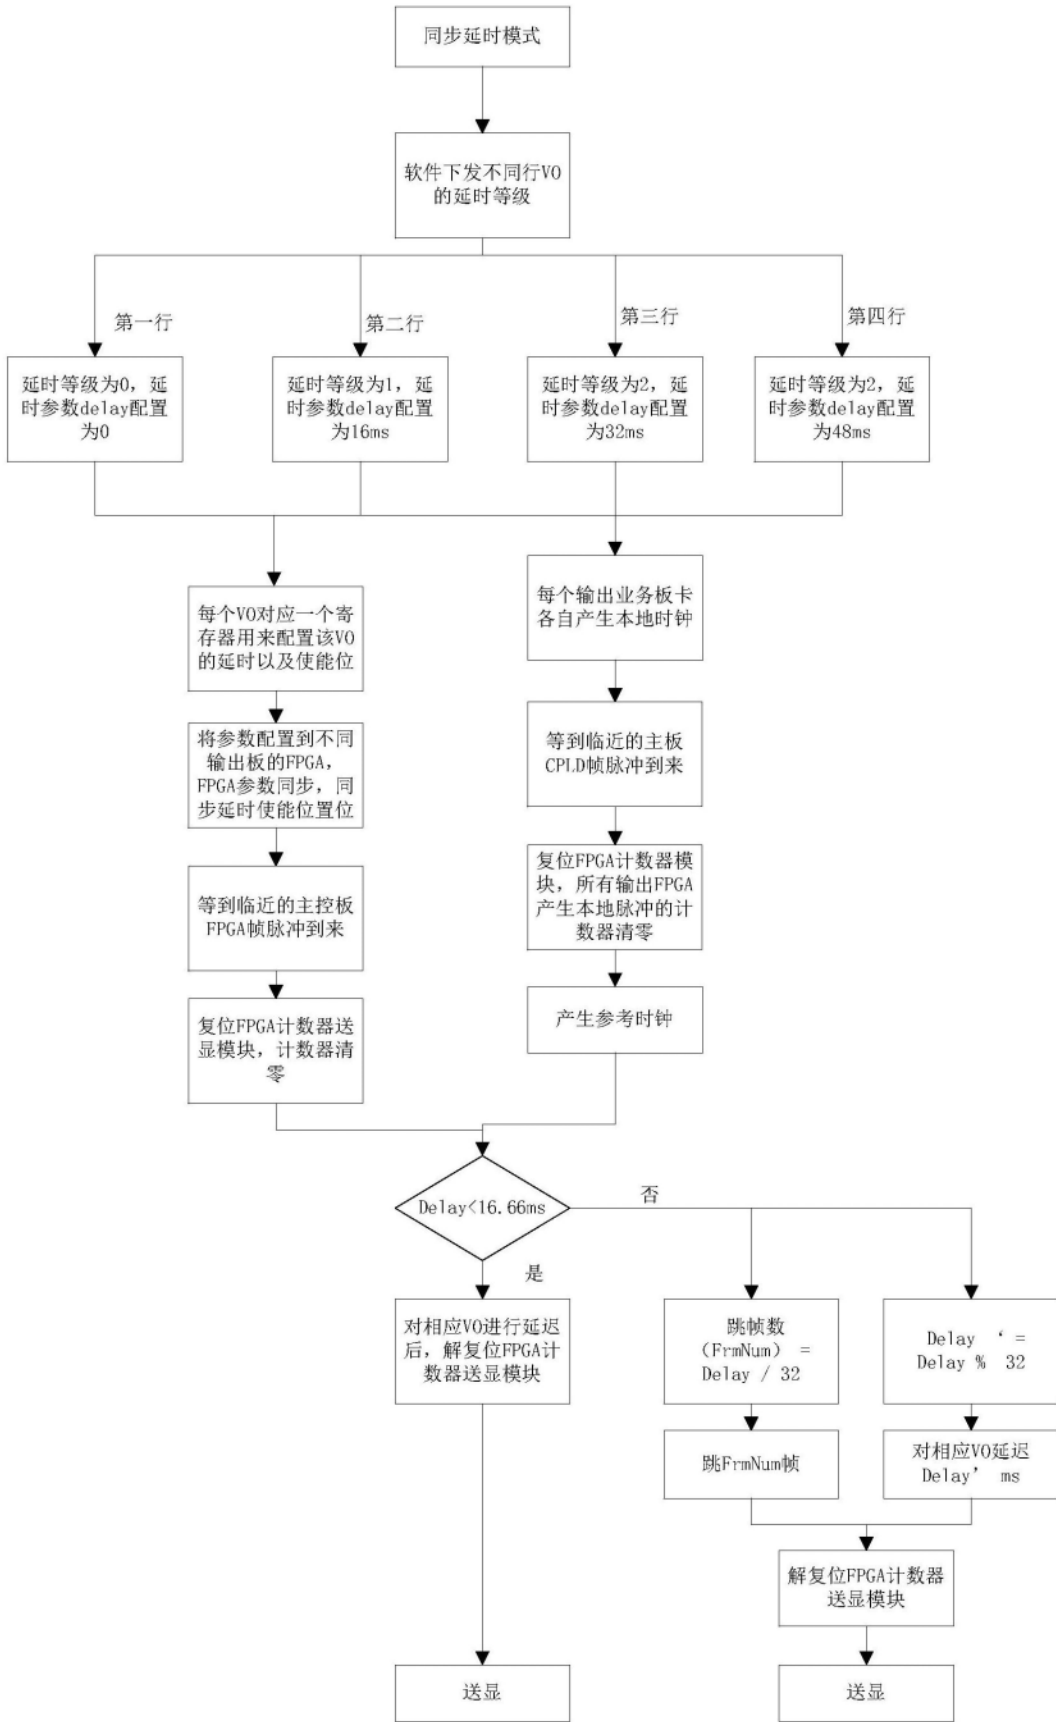 同步延时模式
软件下发不同行VO
的延时等级
第一行
第二行
第三行
第四行
延时等级为0，延
时参数delay配置
为0
延时等级为1，延
时参数delay配置
为16ms
延时等级为2，延
时参数delay配置
为32ms
延时等级为2，延
时参数delay配置
为48ms
每个VO对应一个寄
存器用来配置该VO
的延时以及使能位
将参数配置到不同
输出板的FPGA，
FPGA参数同步，同
步延时使能位置位
等到临近的主控板
FPGA帧脉冲到来
复位FPGA计数器送
显模块，计数器清
零
每个输出业务板卡
各自产生本地时钟
等到临近的主板
CPLD帧脉冲到来
复位FPGA计数器模
块，所有输出FPGA
产生本地脉冲的计
数器清零
产生参考时钟
Delay<16.66ms
否
是
对相应VO进行延迟
后，解复位FPGA计
数器送显模块
跳帧数
（FrmNum） =
Delay / 32
Delay ‘ =
Delay % 32
跳FrmNum帧
对相应VO延迟
Delay’ ms
解复位FPGA计数器
送显模块
送显
送显